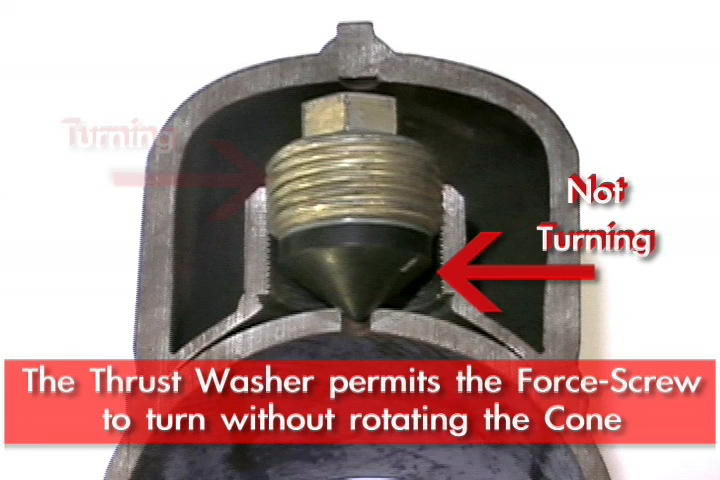 Turning
Not
Turning
The Thrust Washer permits the Force-Screw
to turn without rotating the Cone